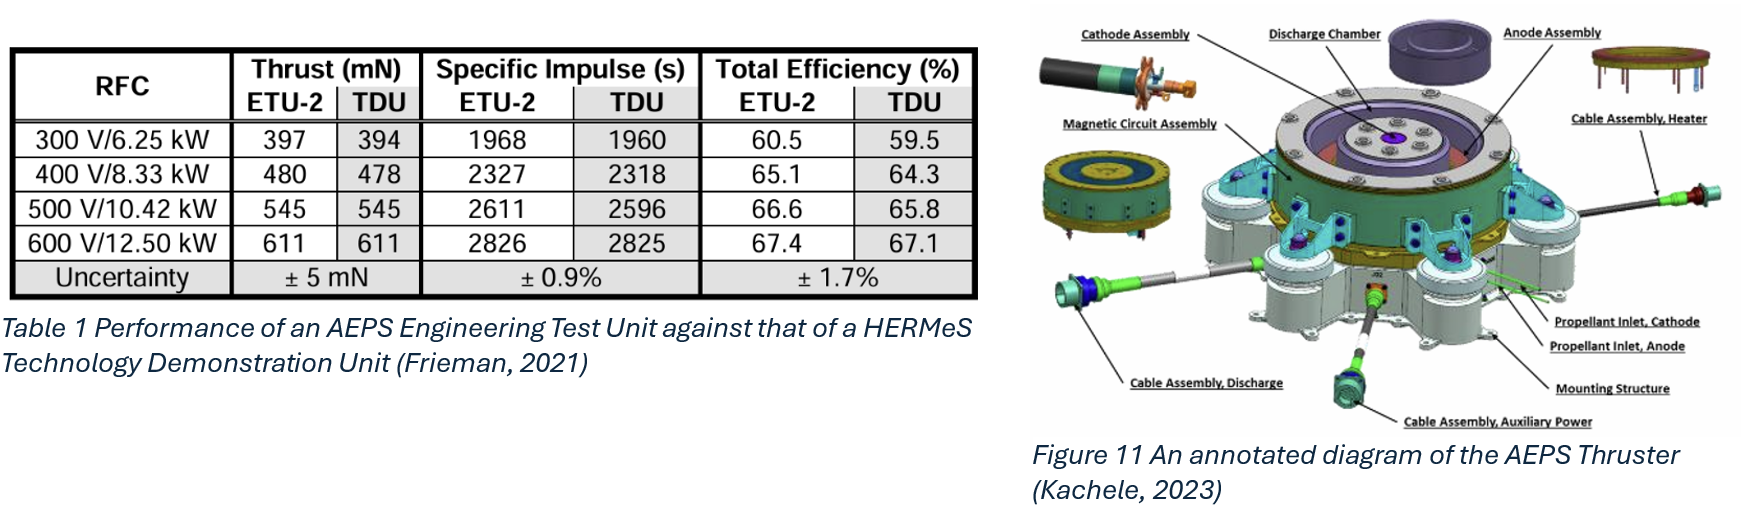 RFC Thrust (mN) Specific Impulse (s) Total Efficiency (%)
ETU-2 TDU ETU-2 TDU ETU-2 TDU
300 V/6.25 kW 397 394 1968 1960 60.5 59.5
400 V/8.33 kW 480 478 2327 2318 65.1 64.3
500 V/10.42 kW 545 545 2611 2596 66.6 65.8
600 V/12.50 kW 611 611 2826 2825 67.4 67.1
Uncertainty ± 5 mN ± 0.9% ± 1.7%
Table 1 Performance of an AEPS Engineering Test Unit against that of a HERMeS
Technology Demonstration Unit (Frieman, 2021)
Cathode Assembly
Discharge Chamber
Anode Assembly
Magnetic Circuit Assembly
Cable Assembly, Heater
Propellant Inlet, Cathode
Propellant Inlet, Anode
Cable Assembly, Discharge
Mounting Structure
Cable Assembly, Auxiliary Power
Figure 11 An annotated diagram of the AEPS Thruster
(Kachele, 2023)